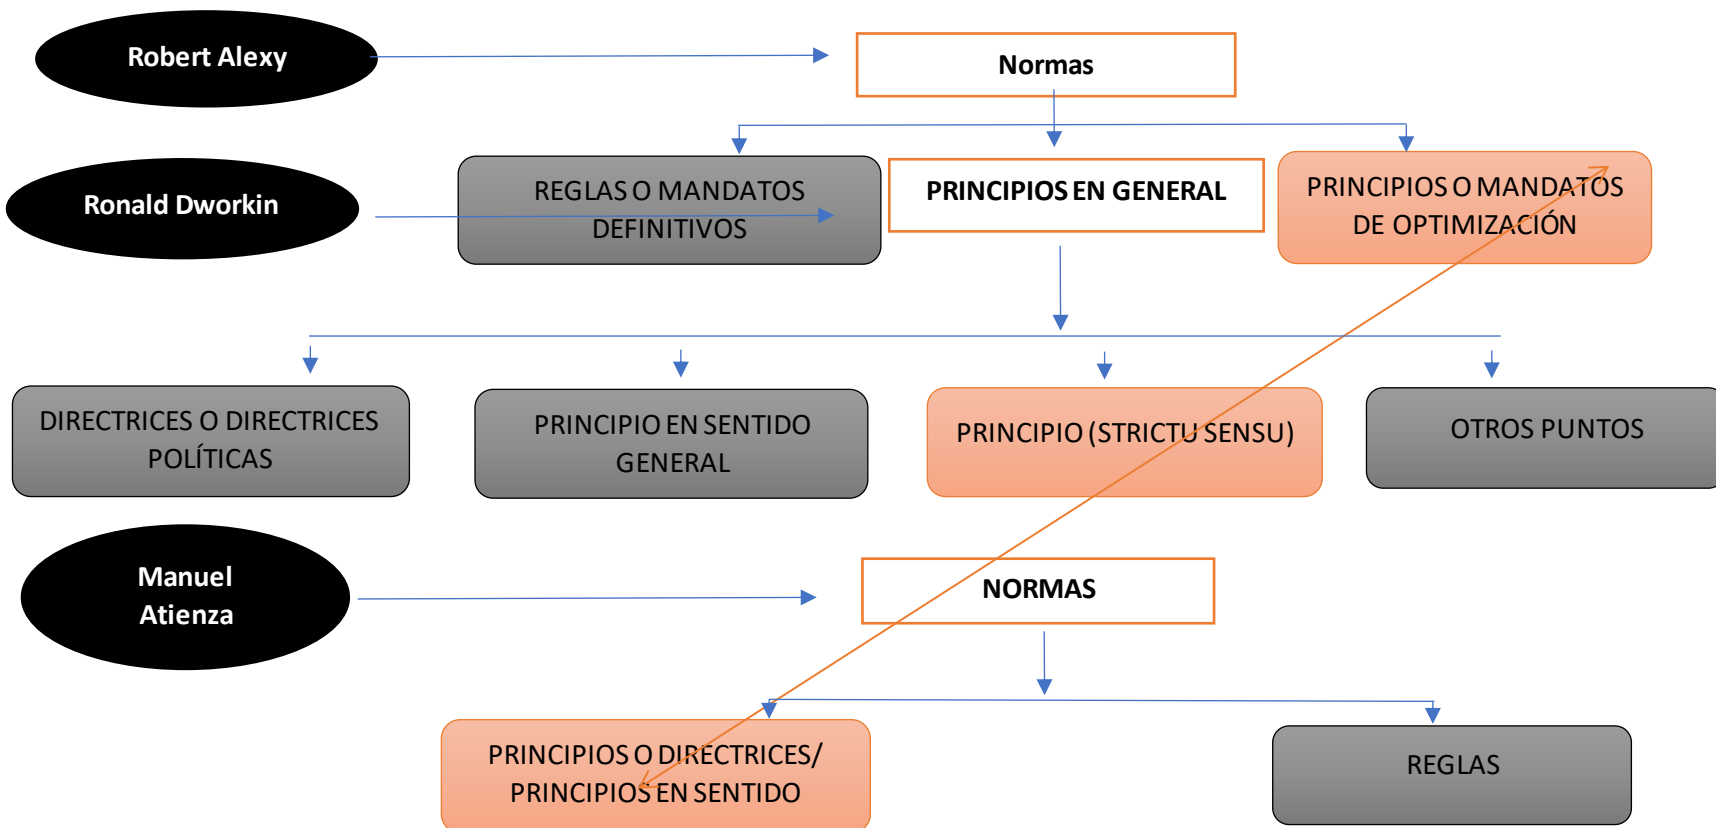 Robert Alexy
Normas
REGLAS O MANDATOS
DEFINITIVOS
PRINCIPIOS EN GENERAL
PRINCIPIOS O MANDATOS
DE OPTIMIZACIÓN
Ronald Dworkin
DIRECTRICES O DIRECTRICES
POLÍTICAS
PRINCIPIO EN SENTIDO
GENERAL
PRINCIPIO (STRICTU SENSU)
OTROS PUNTOS
Manuel
Atienza
NORMAS
PRINCIPIOS O DIRECTRICES/
PRINCIPIOS EN SENTIDO
REGLAS